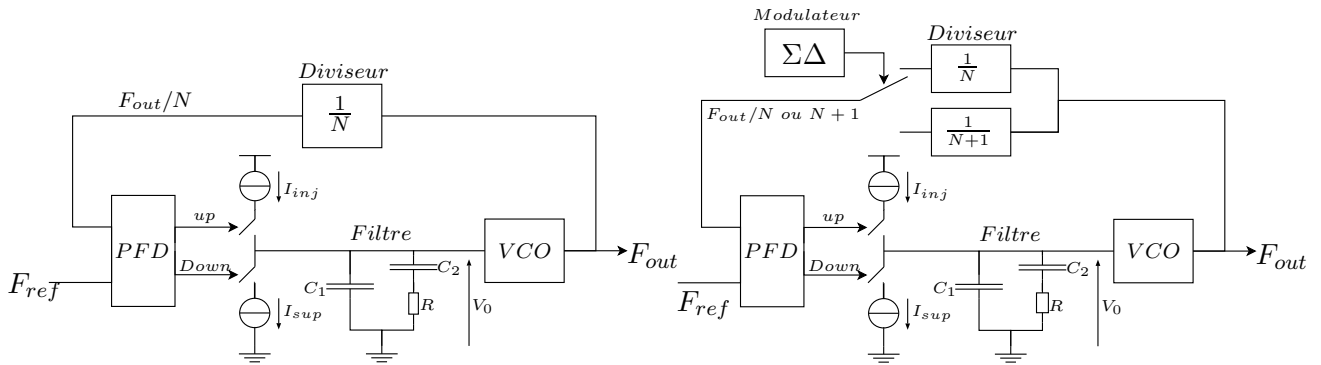 Diviseur
F_out/N
1/N
I_inj
up
PFD
Filtre
VCO
F_out
Down
F_ref
C_2
C_1
R
V_0
I_sup
Modulateur
ΣΔ
Diviseur
1/N
F_out/N ou N + 1
1/N+1
I_inj
up
PFD
Filtre
VCO
F_out
Down
F_ref
C_2
C_1
R
V_0
I_sup